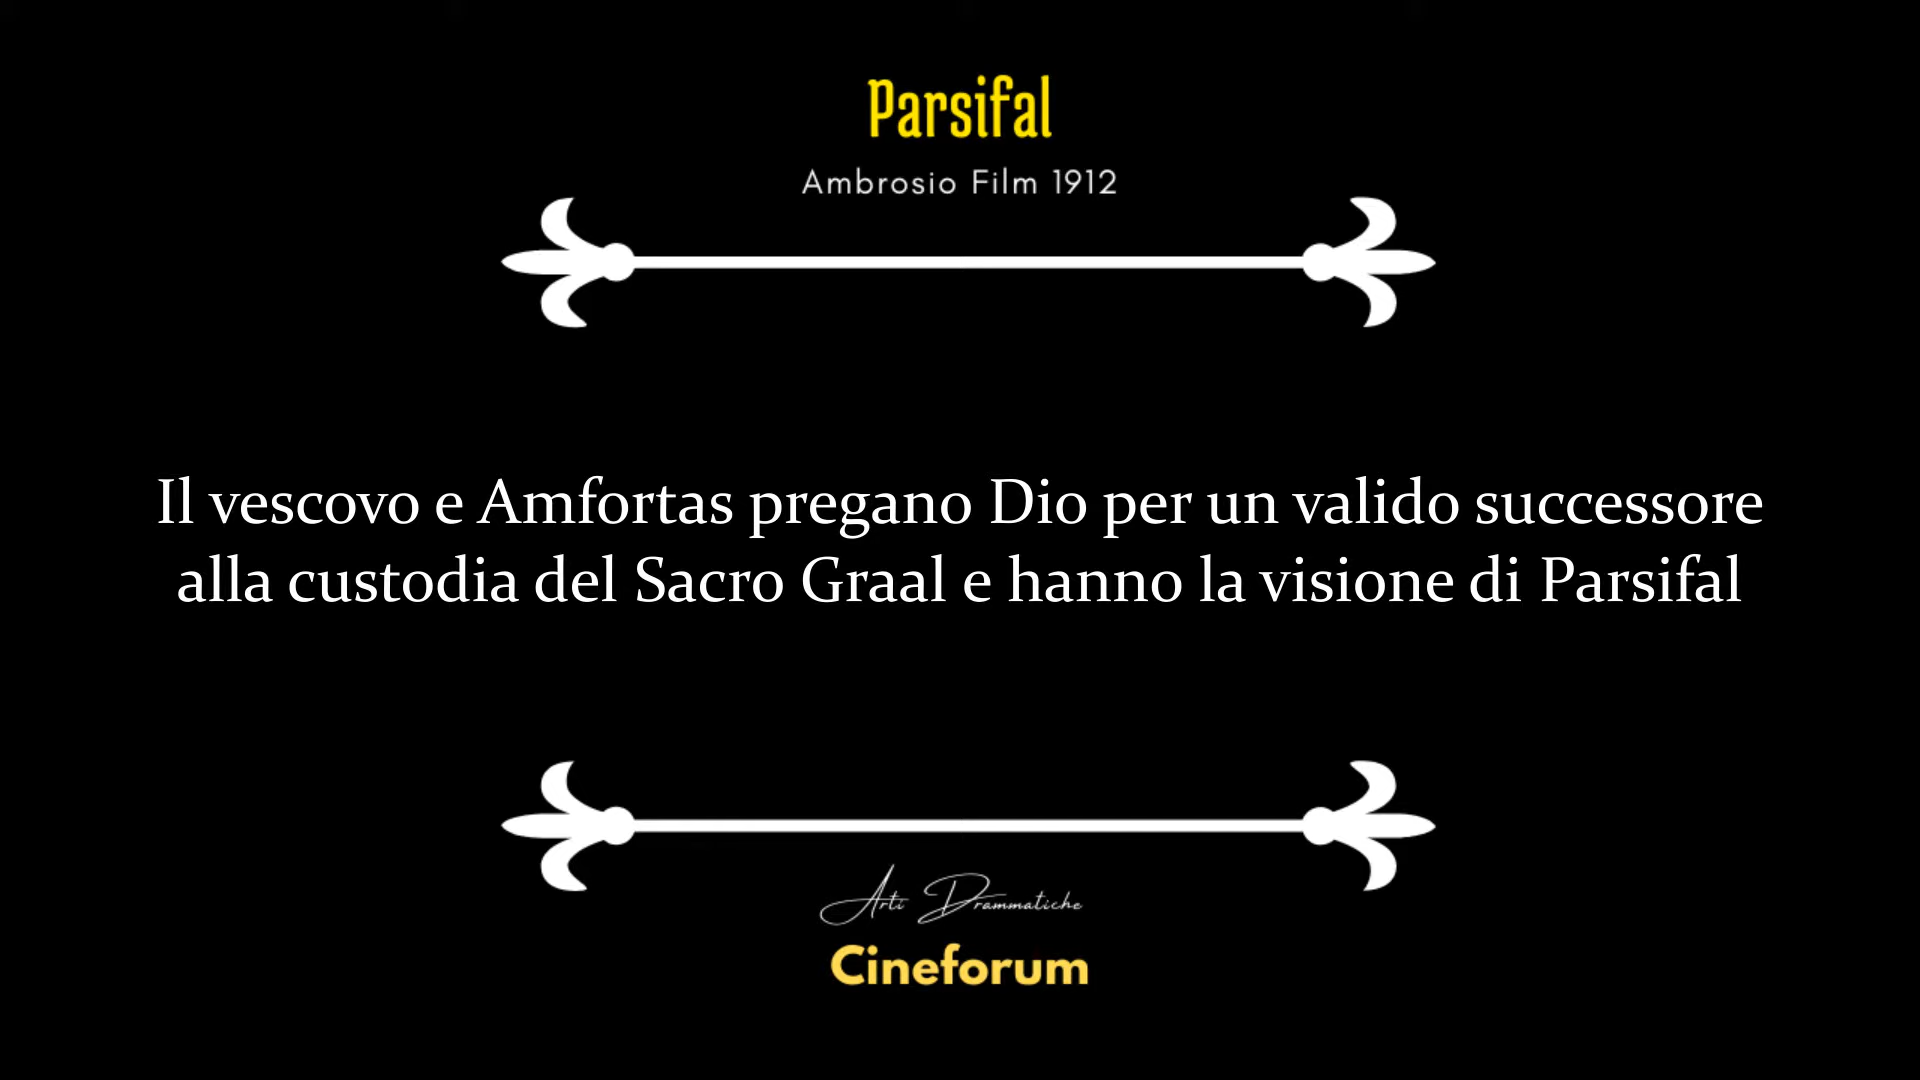 Parsifal
Ambrosio Film 1912
Il vescovo e Amfortas pregano Dio per un valido successore
alla custodia del Sacro Graal e hanno la visione di Parsifal
Arti Drammatiche
Cineforum